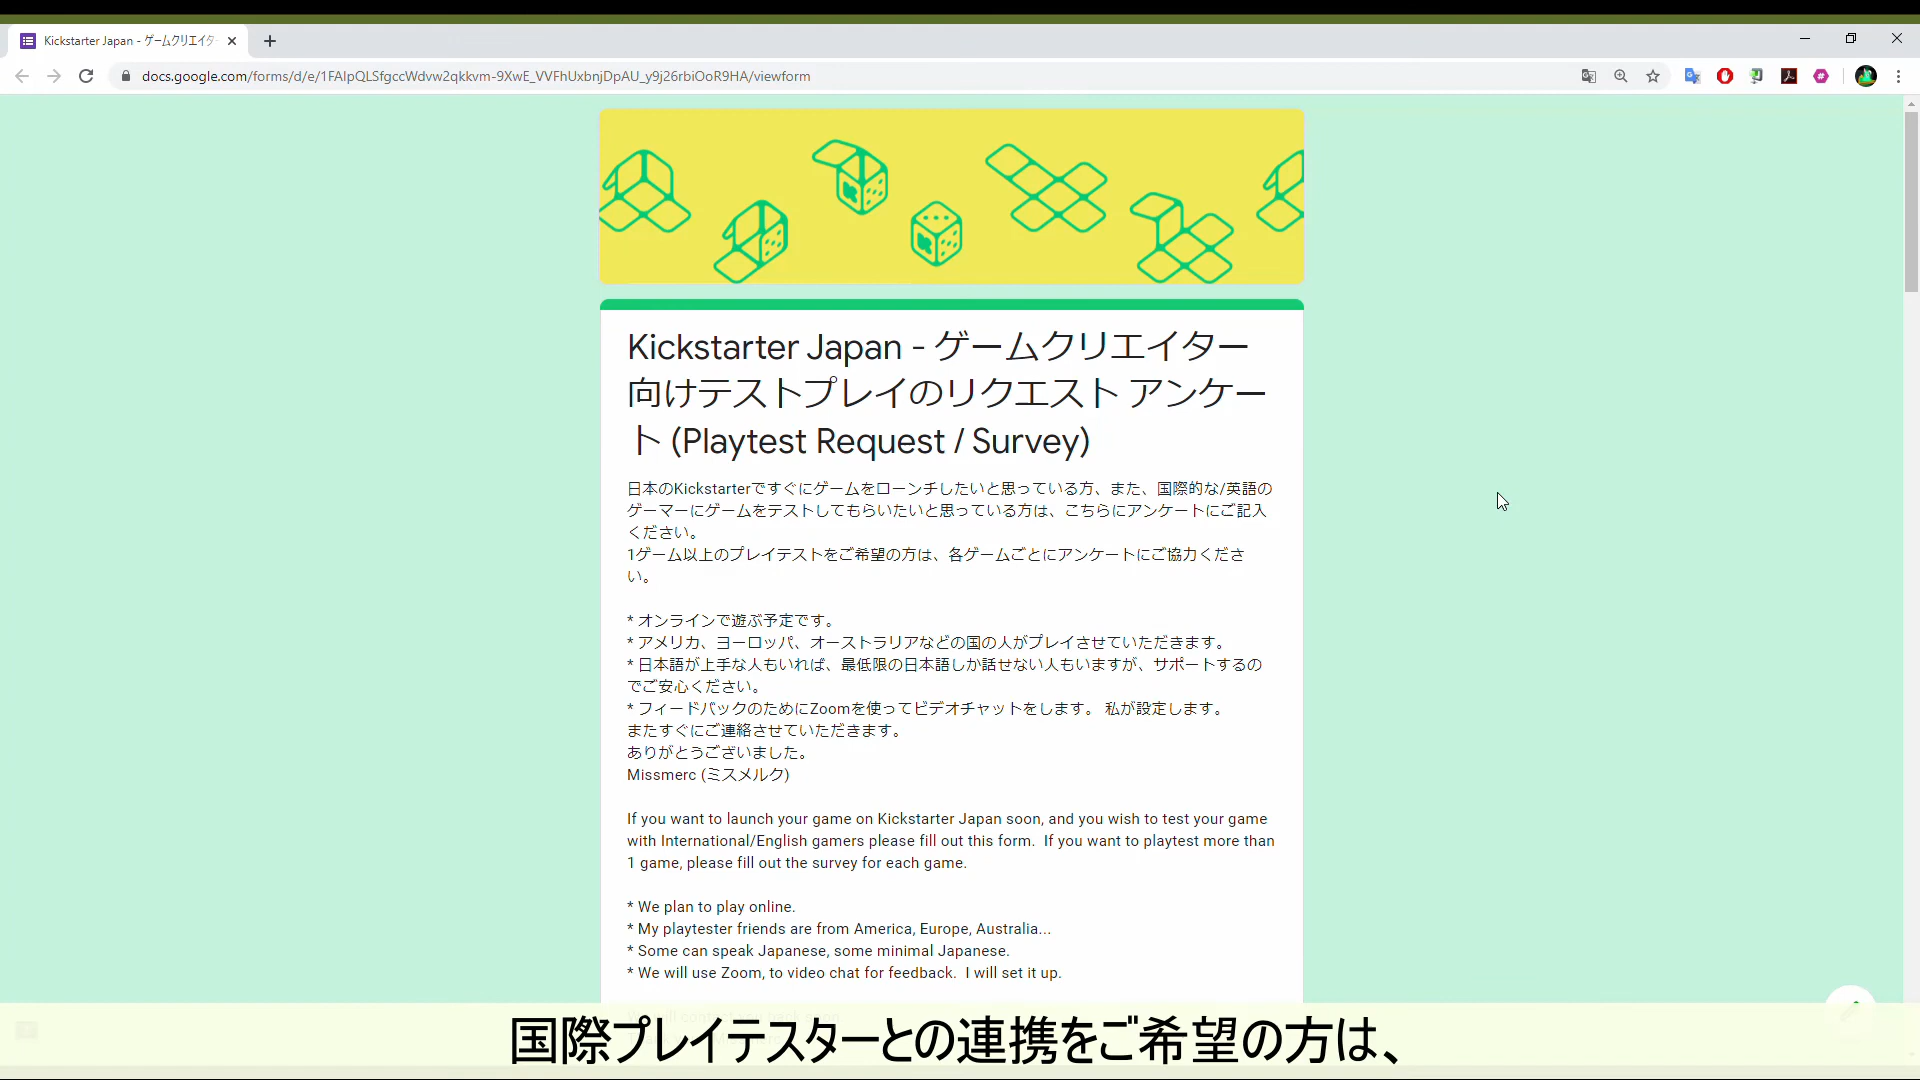 Kickstarter Japan - ゲームクリエイタ
docs.google.com/forms/d/e/1FAIpQLSfgccWdvw2qkkvm-9XwE_VVFhUxbnjDpAU_y9j26rbiOoR9HA/viewform
Kickstarter Japan - ゲームクリエイター
向けテストプレイのリクエスト アンケー
ト (Playtest Request / Survey)
日本のKickstarterですぐにゲームをローンチしたいと思っている方、また、国際的な/英語の
ゲーマーにゲームをテストしてもらいたいと思っている方は、こちらにアンケートにご記入
ください。
1ゲーム以上のプレイテストをご希望の方は、各ゲームごとにアンケートにご協力くださ
い。
* オンラインで遊ぶ予定です。
* アメリカ、ヨーロッパ、オーストラリアなどの国の人がプレイさせていただきます。
* 日本語が上手な人もいれば、最低限の日本語しか話せない人もいますが、サポートするの
でご安心ください。
* フィードバックのためにZoomを使ってビデオチャットをします。 私が設定します。
またすぐにご連絡させていただきます。
ありがとうございました。
Missmerc (ミスメルク)
If you want to launch your game on Kickstarter Japan soon, and you wish to test your game
with International/English gamers please fill out this form.  If you want to playtest more than
1 game, please fill out the survey for each game.
* We plan to play online.
* My playtester friends are from America, Europe, Australia...
* Some can speak Japanese, some minimal Japanese.
* We will use Zoom, to video chat for feedback.  I will set it up.
国際プレイテスターとの連携をご希望の方は、